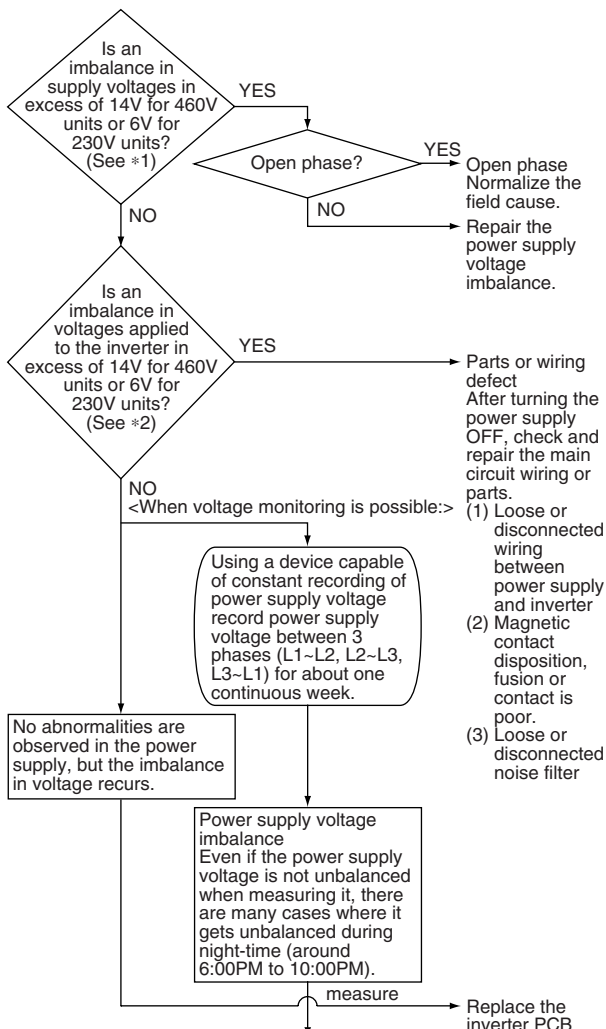 Is an
imbalance in
supply voltages in
excess of 14V for 460V
units or 6V for
230V units?
(See *1)
YES
Open phase?
YES
Open phase
Normalize the
field cause.
NO
NO
Repair the
power supply
voltage
imbalance.
Is an
imbalance in
voltages applied
to the inverter in
excess of 14V for 460V
units or 6V for
230V units?
(See *2)
YES
Parts or wiring
defect
After turning the
power supply
OFF, check and
repair the main
circuit wiring or
parts.
(1) Loose or
disconnected
wiring
between
power supply
and inverter
(2) Magnetic
contact
disposition,
fusion or
contact is
poor.
(3) Loose or
disconnected
noise filter
NO
<When voltage monitoring is possible:>
Using a device capable
of constant recording of
power supply voltage
record power supply
voltage between 3
phases (L1~L2, L2~L3,
L3~L1) for about one
continuous week.
No abnormalities are
observed in the power
supply, but the imbalance
in voltage recurs.
Power supply voltage
imbalance
Even if the power supply
voltage is not unbalanced
when measuring it, there
are many cases where it
gets unbalanced during
night-time (around
6:00PM to 10:00PM).
measure
Replace the
inverter PCB